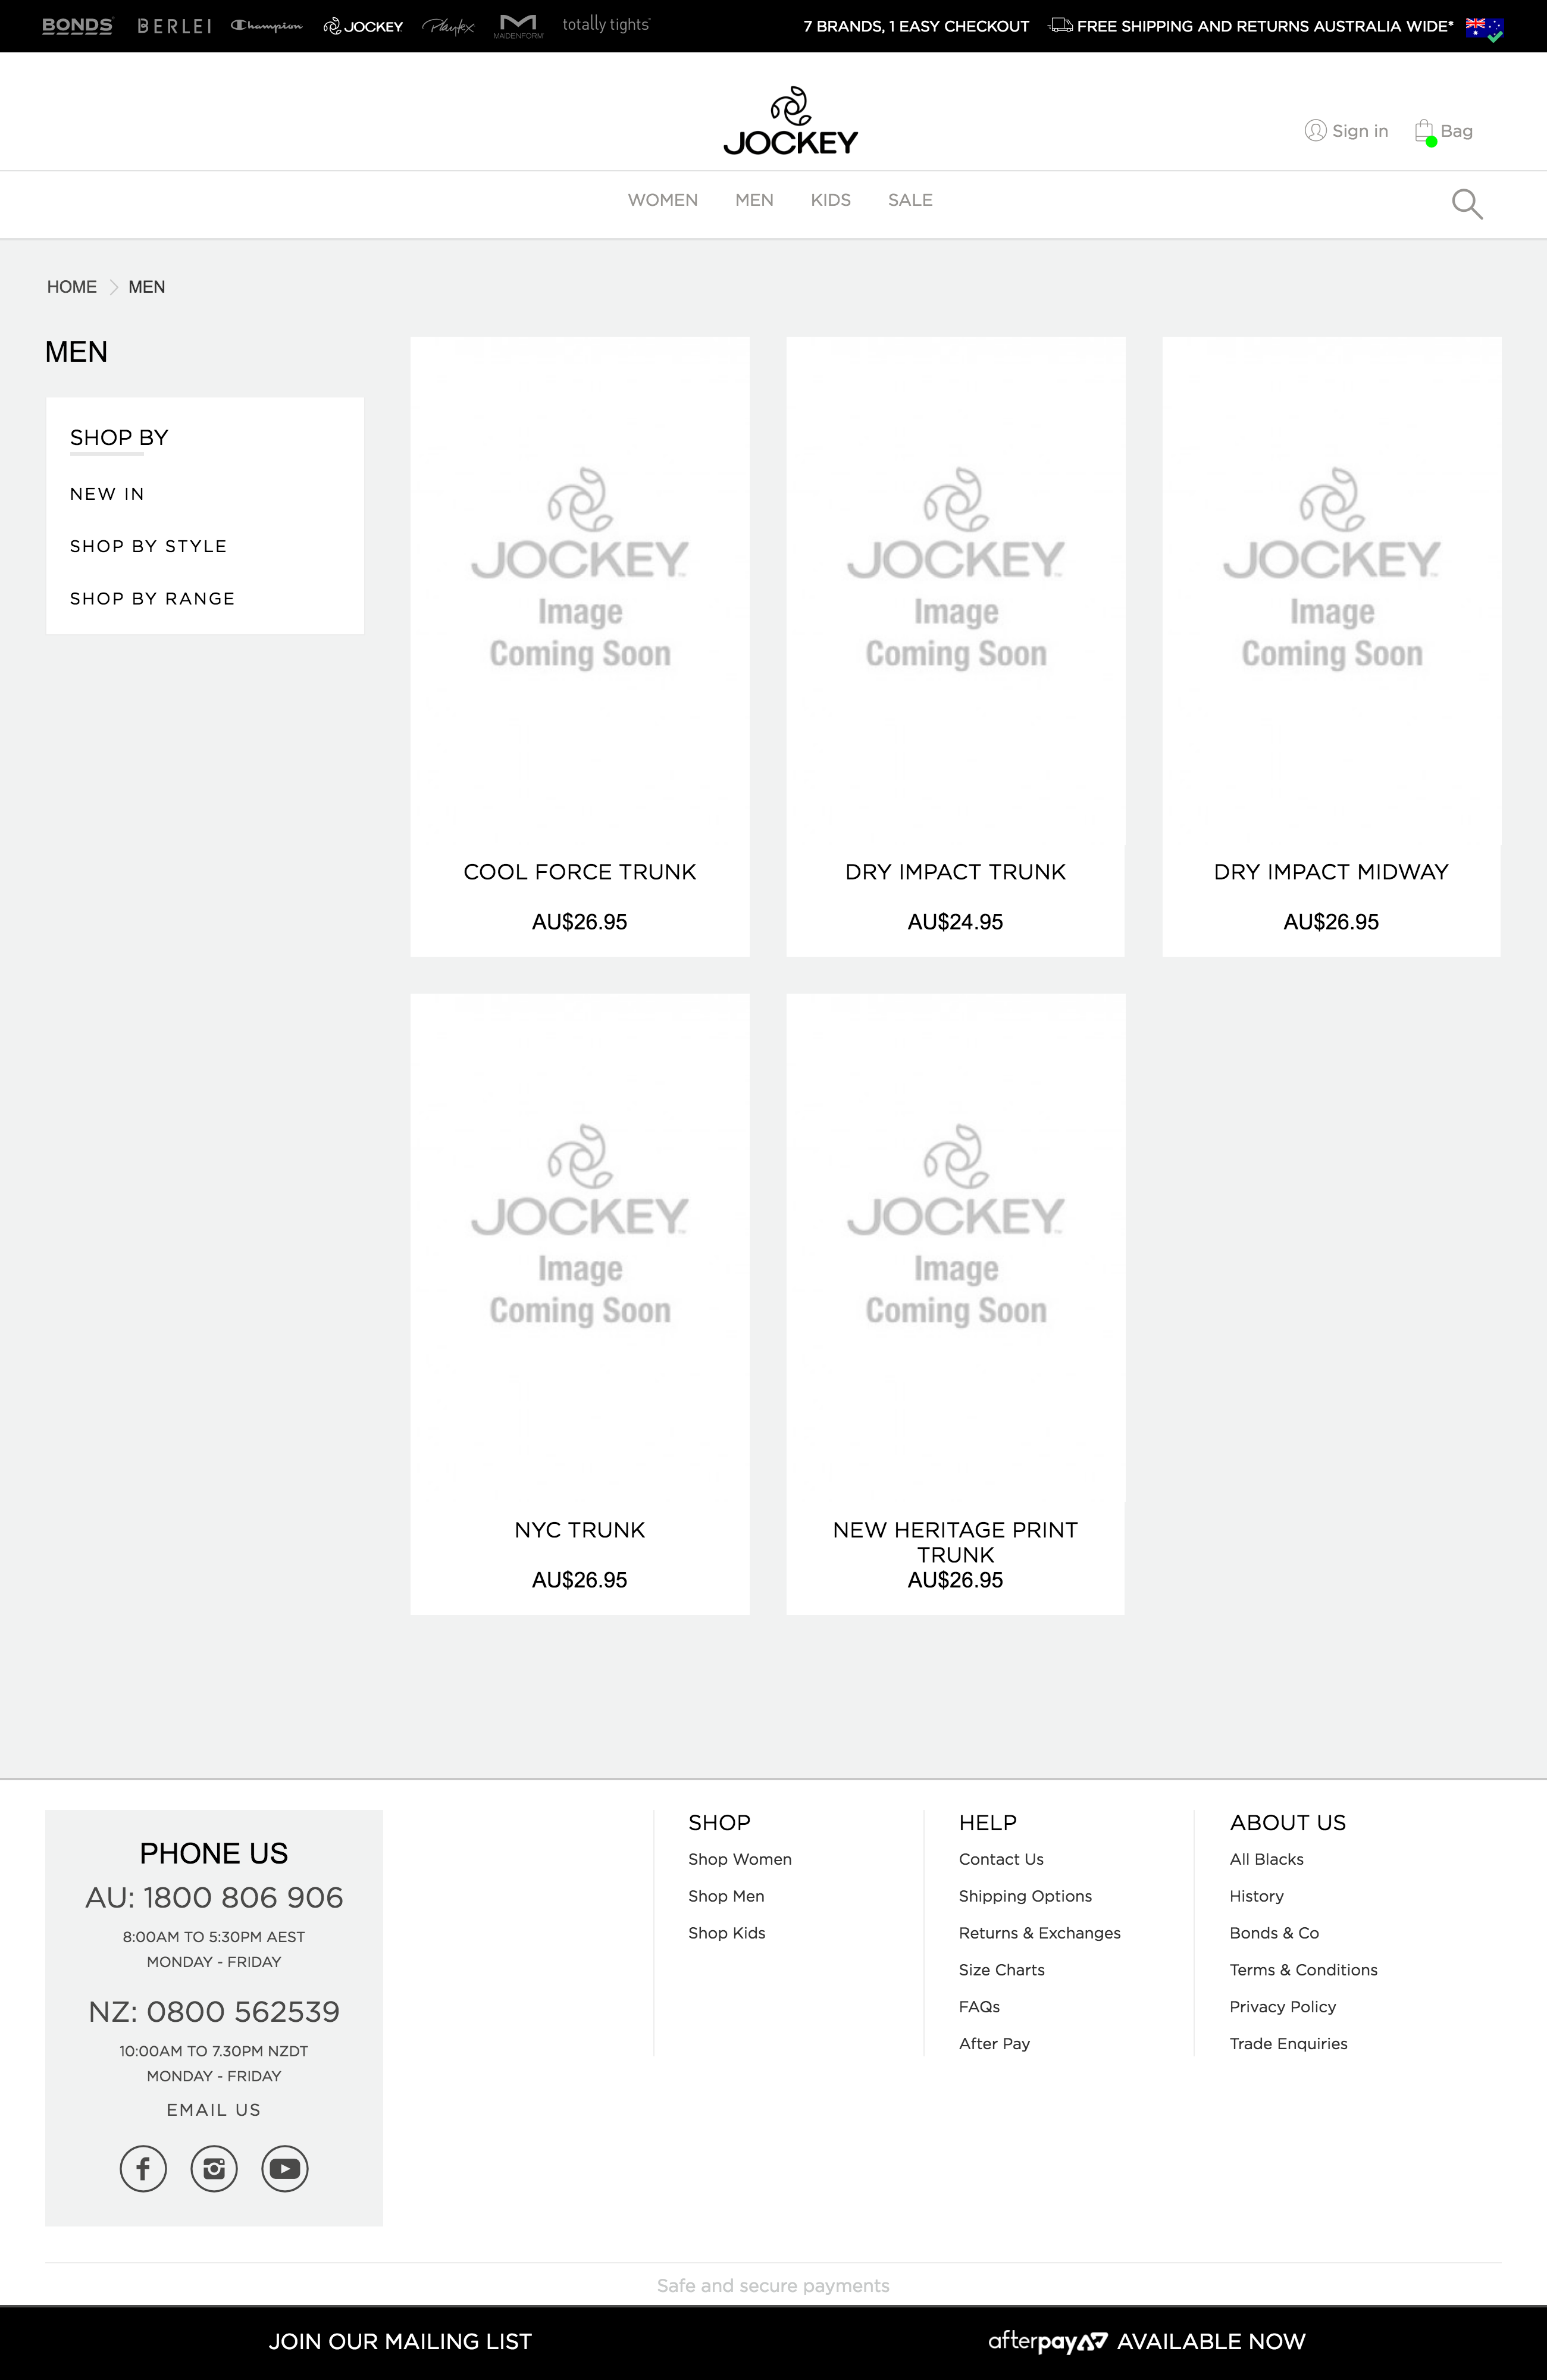 BONDS
BERLEI
Champion
JOCKEY
Playtex
MAIDENFORM
totally tights
7 BRANDS, 1 EASY CHECKOUT
FREE SHIPPING AND RETURNS AUSTRALIA WIDE*
JOCKEY
Sign in
Bag
WOMEN
MEN
KIDS
SALE
HOME
MEN
MEN
SHOP BY
NEW IN
SHOP BY STYLE
SHOP BY RANGE
JOCKEY™
Image
Coming Soon
COOL FORCE TRUNK
AU$26.95
JOCKEY™
Image
Coming Soon
DRY IMPACT TRUNK
AU$24.95
JOCKEY™
Image
Coming Soon
DRY IMPACT MIDWAY
AU$26.95
JOCKEY™
Image
Coming Soon
NYC TRUNK
AU$26.95
JOCKEY™
Image
Coming Soon
NEW HERITAGE PRINT
TRUNK
AU$26.95
PHONE US
AU: 1800 806 906
8:00AM TO 5:30PM AEST
MONDAY - FRIDAY
NZ: 0800 562539
10:00AM TO 7.30PM NZDT
MONDAY - FRIDAY
EMAIL US
SHOP
Shop Women
Shop Men
Shop Kids
HELP
Contact Us
Shipping Options
Returns & Exchanges
Size Charts
FAQs
After Pay
ABOUT US
All Blacks
History
Bonds & Co
Terms & Conditions
Privacy Policy
Trade Enquiries
Safe and secure payments
JOIN OUR MAILING LIST
afterpay AVAILABLE NOW